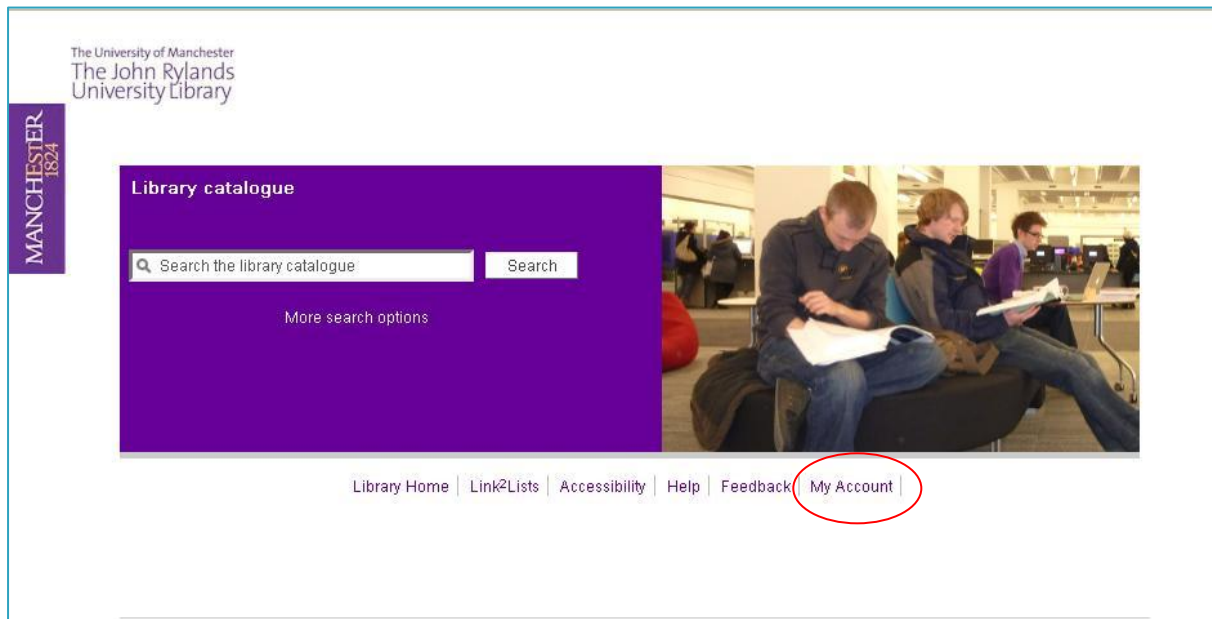 The University of Manchester
The John Rylands
University Library
MANCHESTER
1824
Library catalogue
Search the library catalogue Search
More search options
Library Home | Link²Lists | Accessibility | Help | Feedback | My Account |